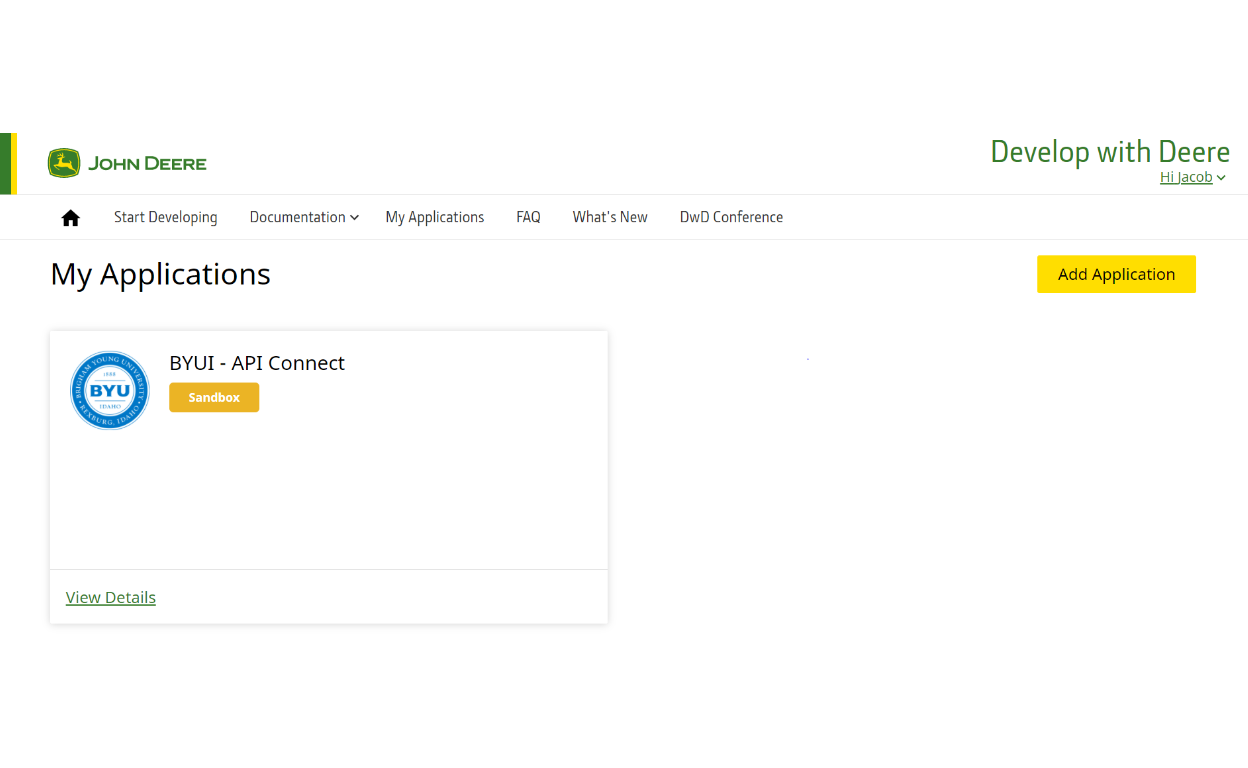 JOHN DEERE
Develop with Deere
Hi Jacob
Start Developing Documentation My Applications FAQ What's New DwD Conference
My Applications
Add Application
BRIGHAM YOUNG UNIVERSITY
1888
BYU
IDAHO
REXBURG, IDAHO
BYUI - API Connect
Sandbox
View Details